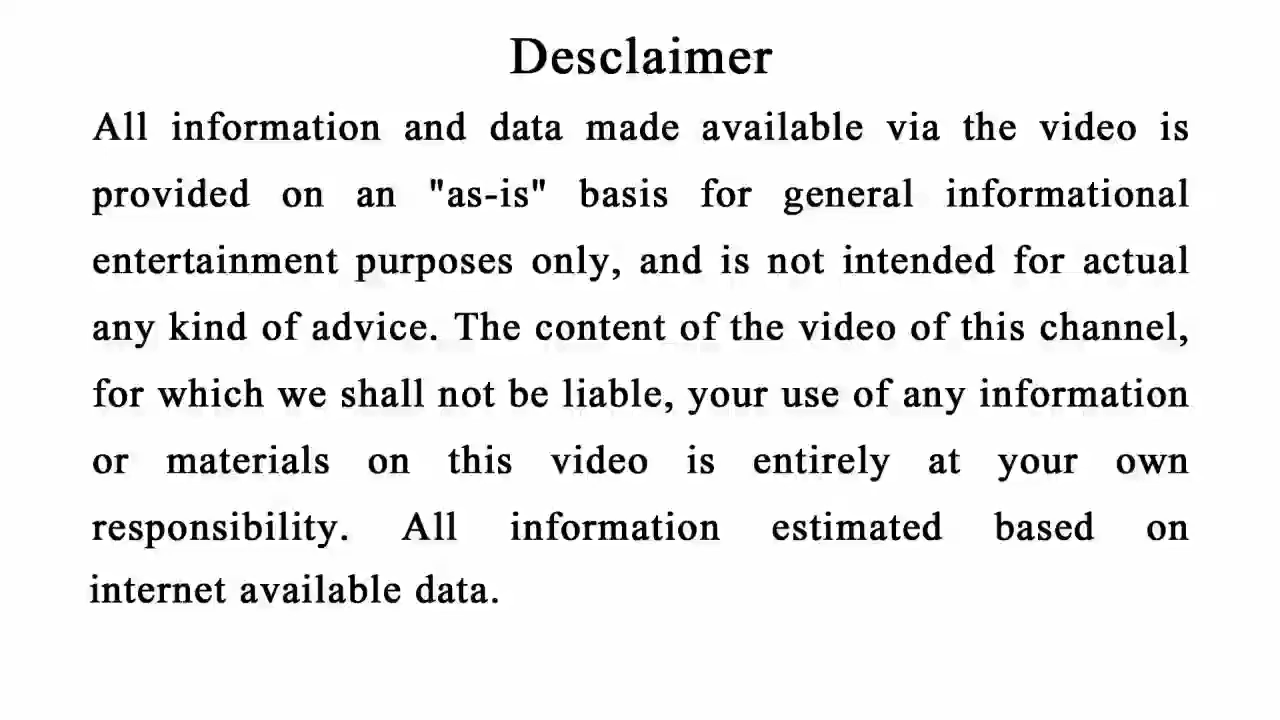 Desclaimer
All information and data made available via the video is
provided on an "as-is" basis for general informational
entertainment purposes only, and is not intended for actual
any kind of advice. The content of the video of this channel,
for which we shall not be liable, your use of any information
or materials on this video is entirely at your own
responsibility. All information estimated based on
internet available data.